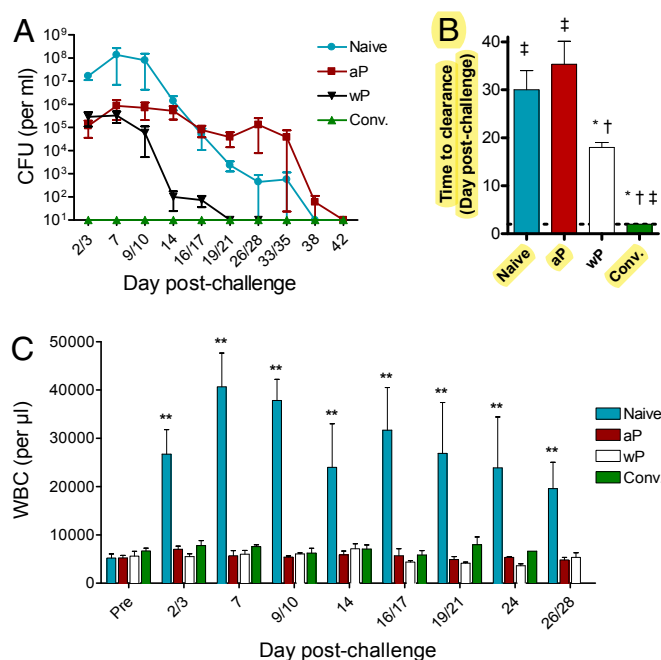 A
CFU (per ml)
10⁹
10⁸
10⁷
10⁶
10⁵
10⁴
10³
10²
10¹
2/3
7
9/10
14
16/17
19/21
26/28
33/35
38
42
Day post-challenge
Naive
aP
wP
Conv.
B
Time to clearance
(Day post-challenge)
40
30
20
10
0
‡
‡
* †
* † ‡
Naive
aP
wP
Conv.
C
WBC (per µl)
50000
40000
30000
20000
10000
0
**
**
**
**
**
**
**
**
Pre
2/3
7
9/10
14
16/17
19/21
24
26/28
Day post-challenge
Naive
aP
wP
Conv.